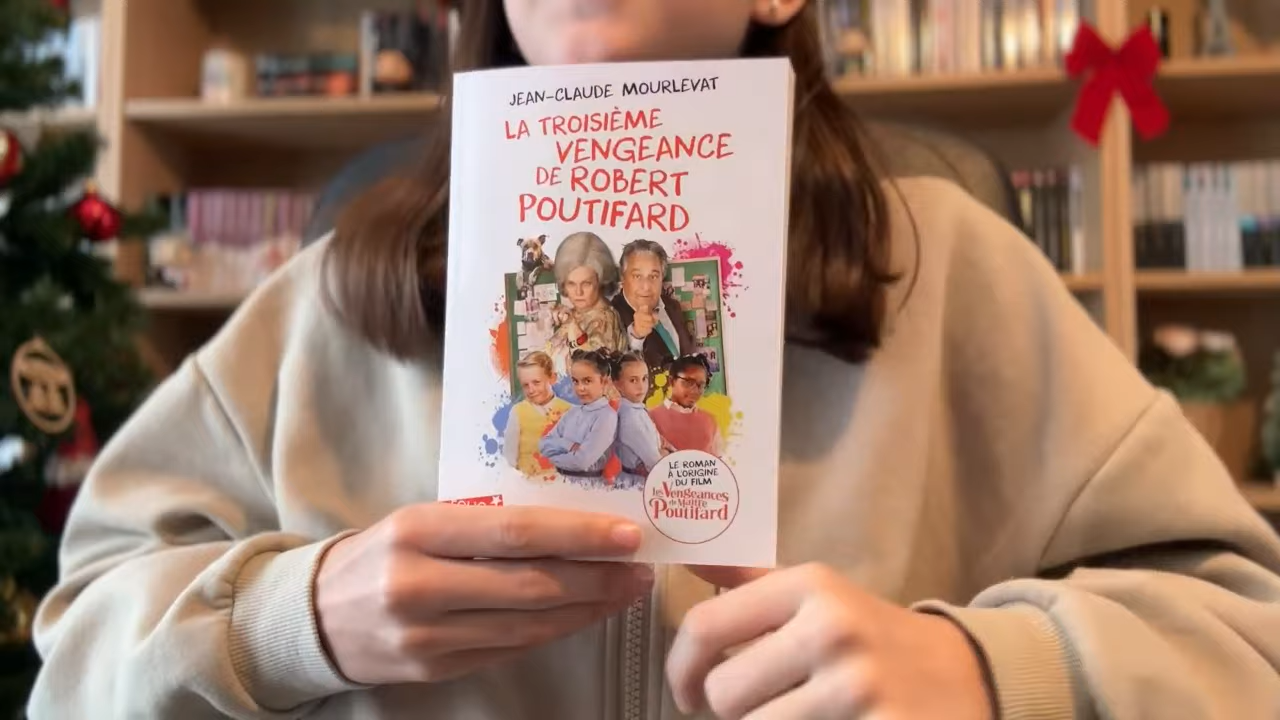 JEAN-CLAUDE MOURLEVAT
LA TROISIÈME
VENGEANCE
DE ROBERT
POUTIFARD
LE ROMAN
À L'ORIGINE
DU FILM
Les Vengeances
de Maître
Poutifard